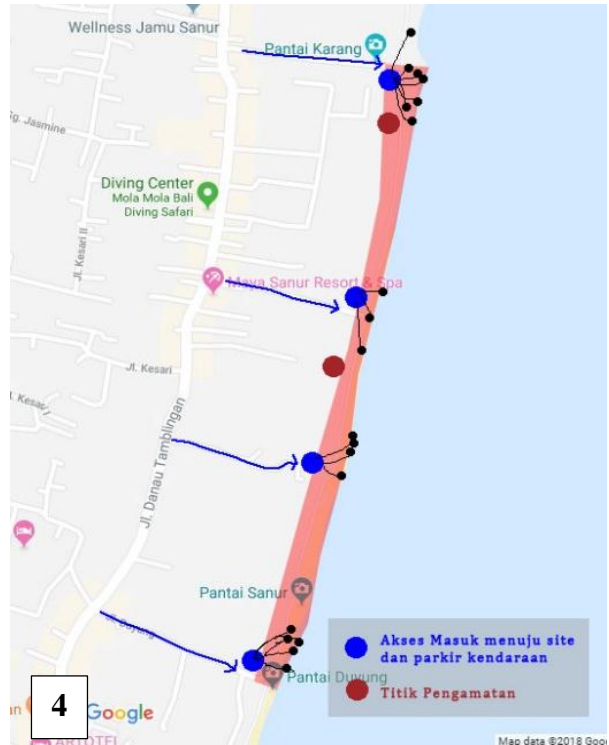 Wellness Jamu Sanur
Pantai Karang
Gg. Jasmine
Diving Center
Mola Mola Bali
Diving Safari
Jl. Kesari II
Maya Sanur Resort & Spa
Jl. Kesari
Jl. Danau Tamblingan
Pantai Sanur
Pantai Duyung
Akses Masuk menuju site
dan parkir kendaraan
Titik Pengamatan
4
Google
ARTOTEL
Map data ©2018 Goo